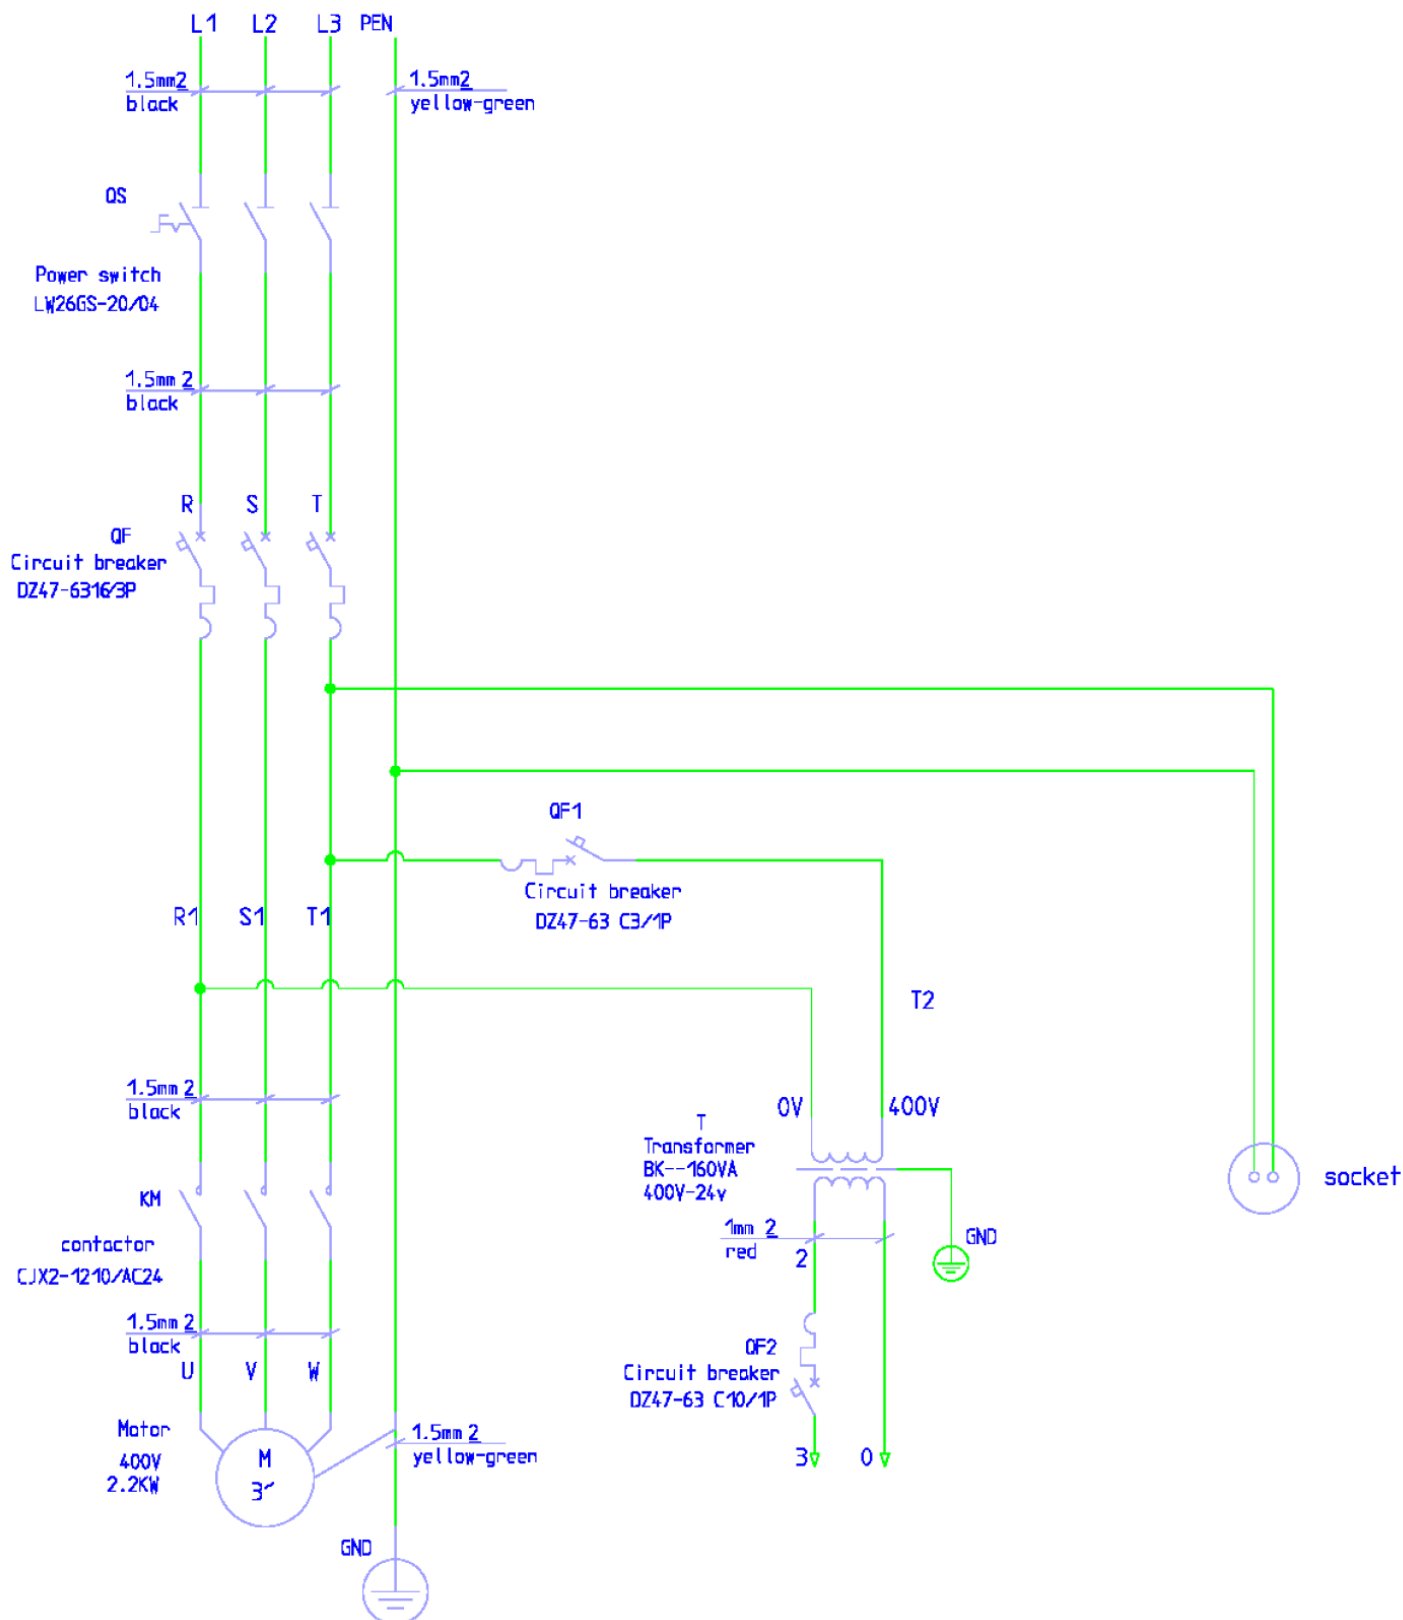 L1 L2 L3 PEN
1.5mm2
black
1.5mm2
yellow-green
QS
Power switch
LW26GS-20/04
1.5mm 2
black
R S T
QF
Circuit breaker
DZ47-6316/3P
QF1
Circuit breaker
DZ47-63 C3/1P
R1 S1 T1
T2
1.5mm 2
black
0V 400V
T
Transformer
BK--160VA
400V-24v
socket
KM
contactor
CJX2-1210/AC24
1mm 2
red
2
GND
1.5mm 2
black
U V W
QF2
Circuit breaker
DZ47-63 C10/1P
Motor
400V
2.2KW
M
3~
1.5mm 2
yellow-green
3 0
GND